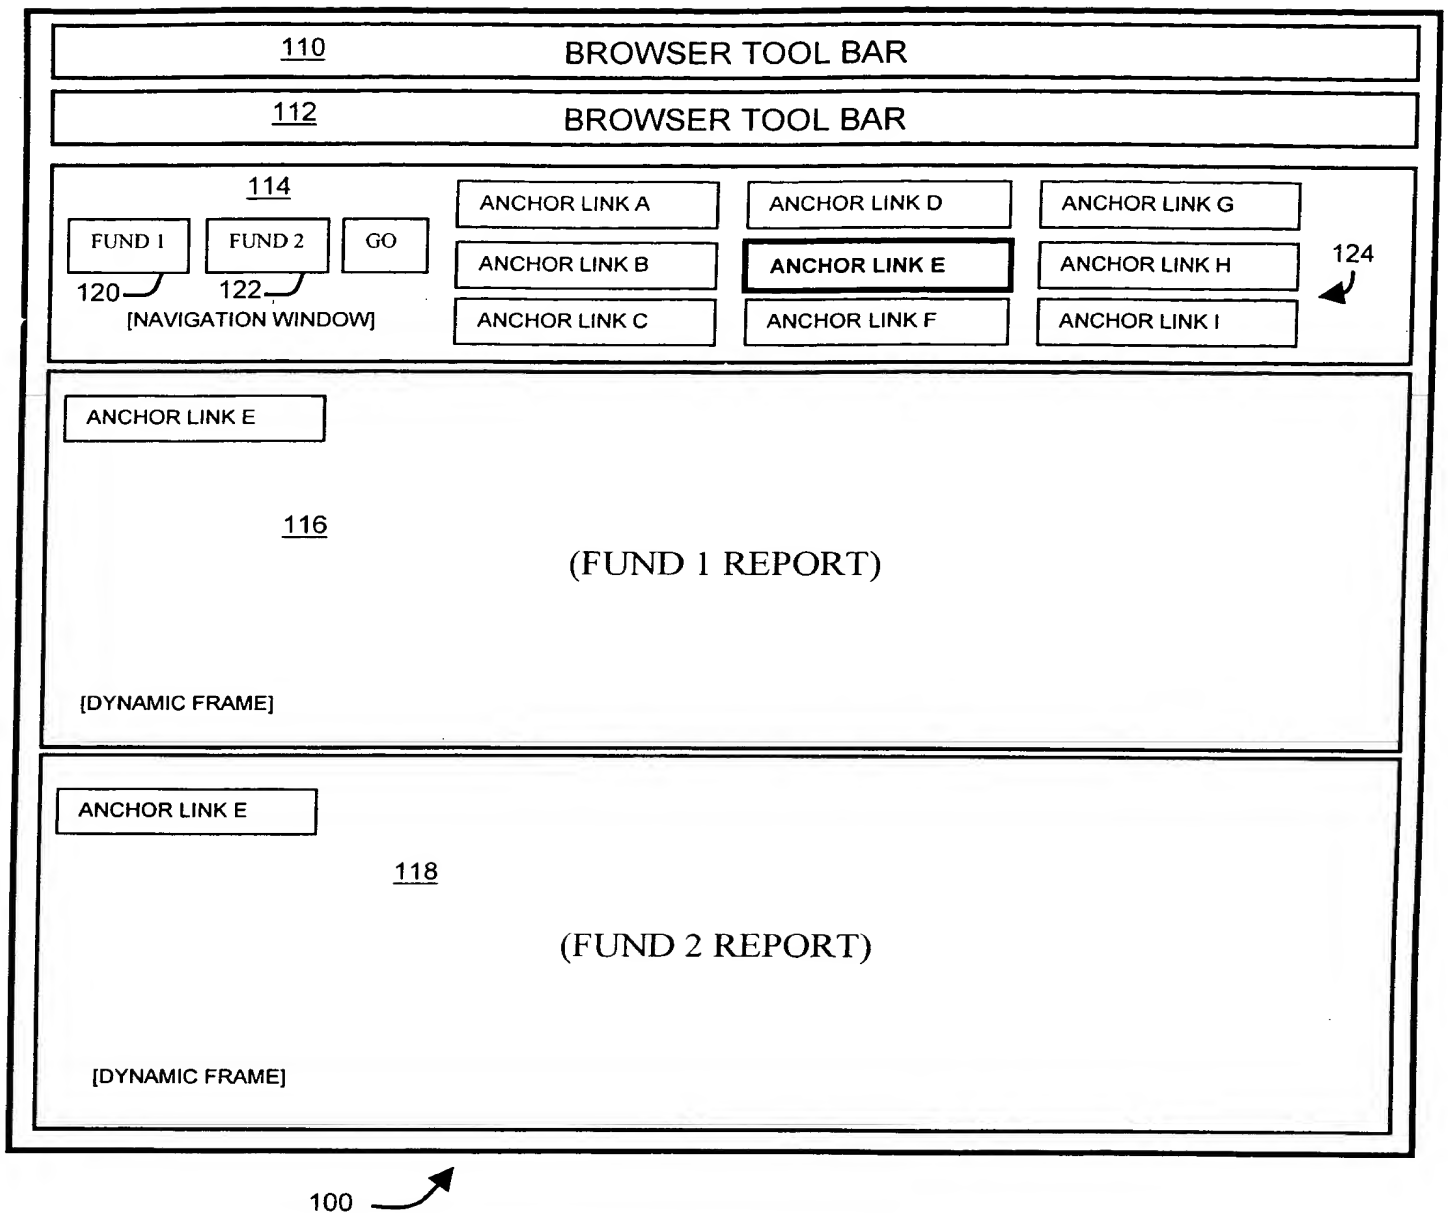 110 BROWSER TOOL BAR
112 BROWSER TOOL BAR
114
FUND 1 FUND 2 GO
120 122
[NAVIGATION WINDOW]
ANCHOR LINK A ANCHOR LINK D ANCHOR LINK G
ANCHOR LINK B ANCHOR LINK E ANCHOR LINK H
ANCHOR LINK C ANCHOR LINK F ANCHOR LINK I
124
ANCHOR LINK E
116
(FUND 1 REPORT)
[DYNAMIC FRAME]
ANCHOR LINK E
118
(FUND 2 REPORT)
[DYNAMIC FRAME]
100